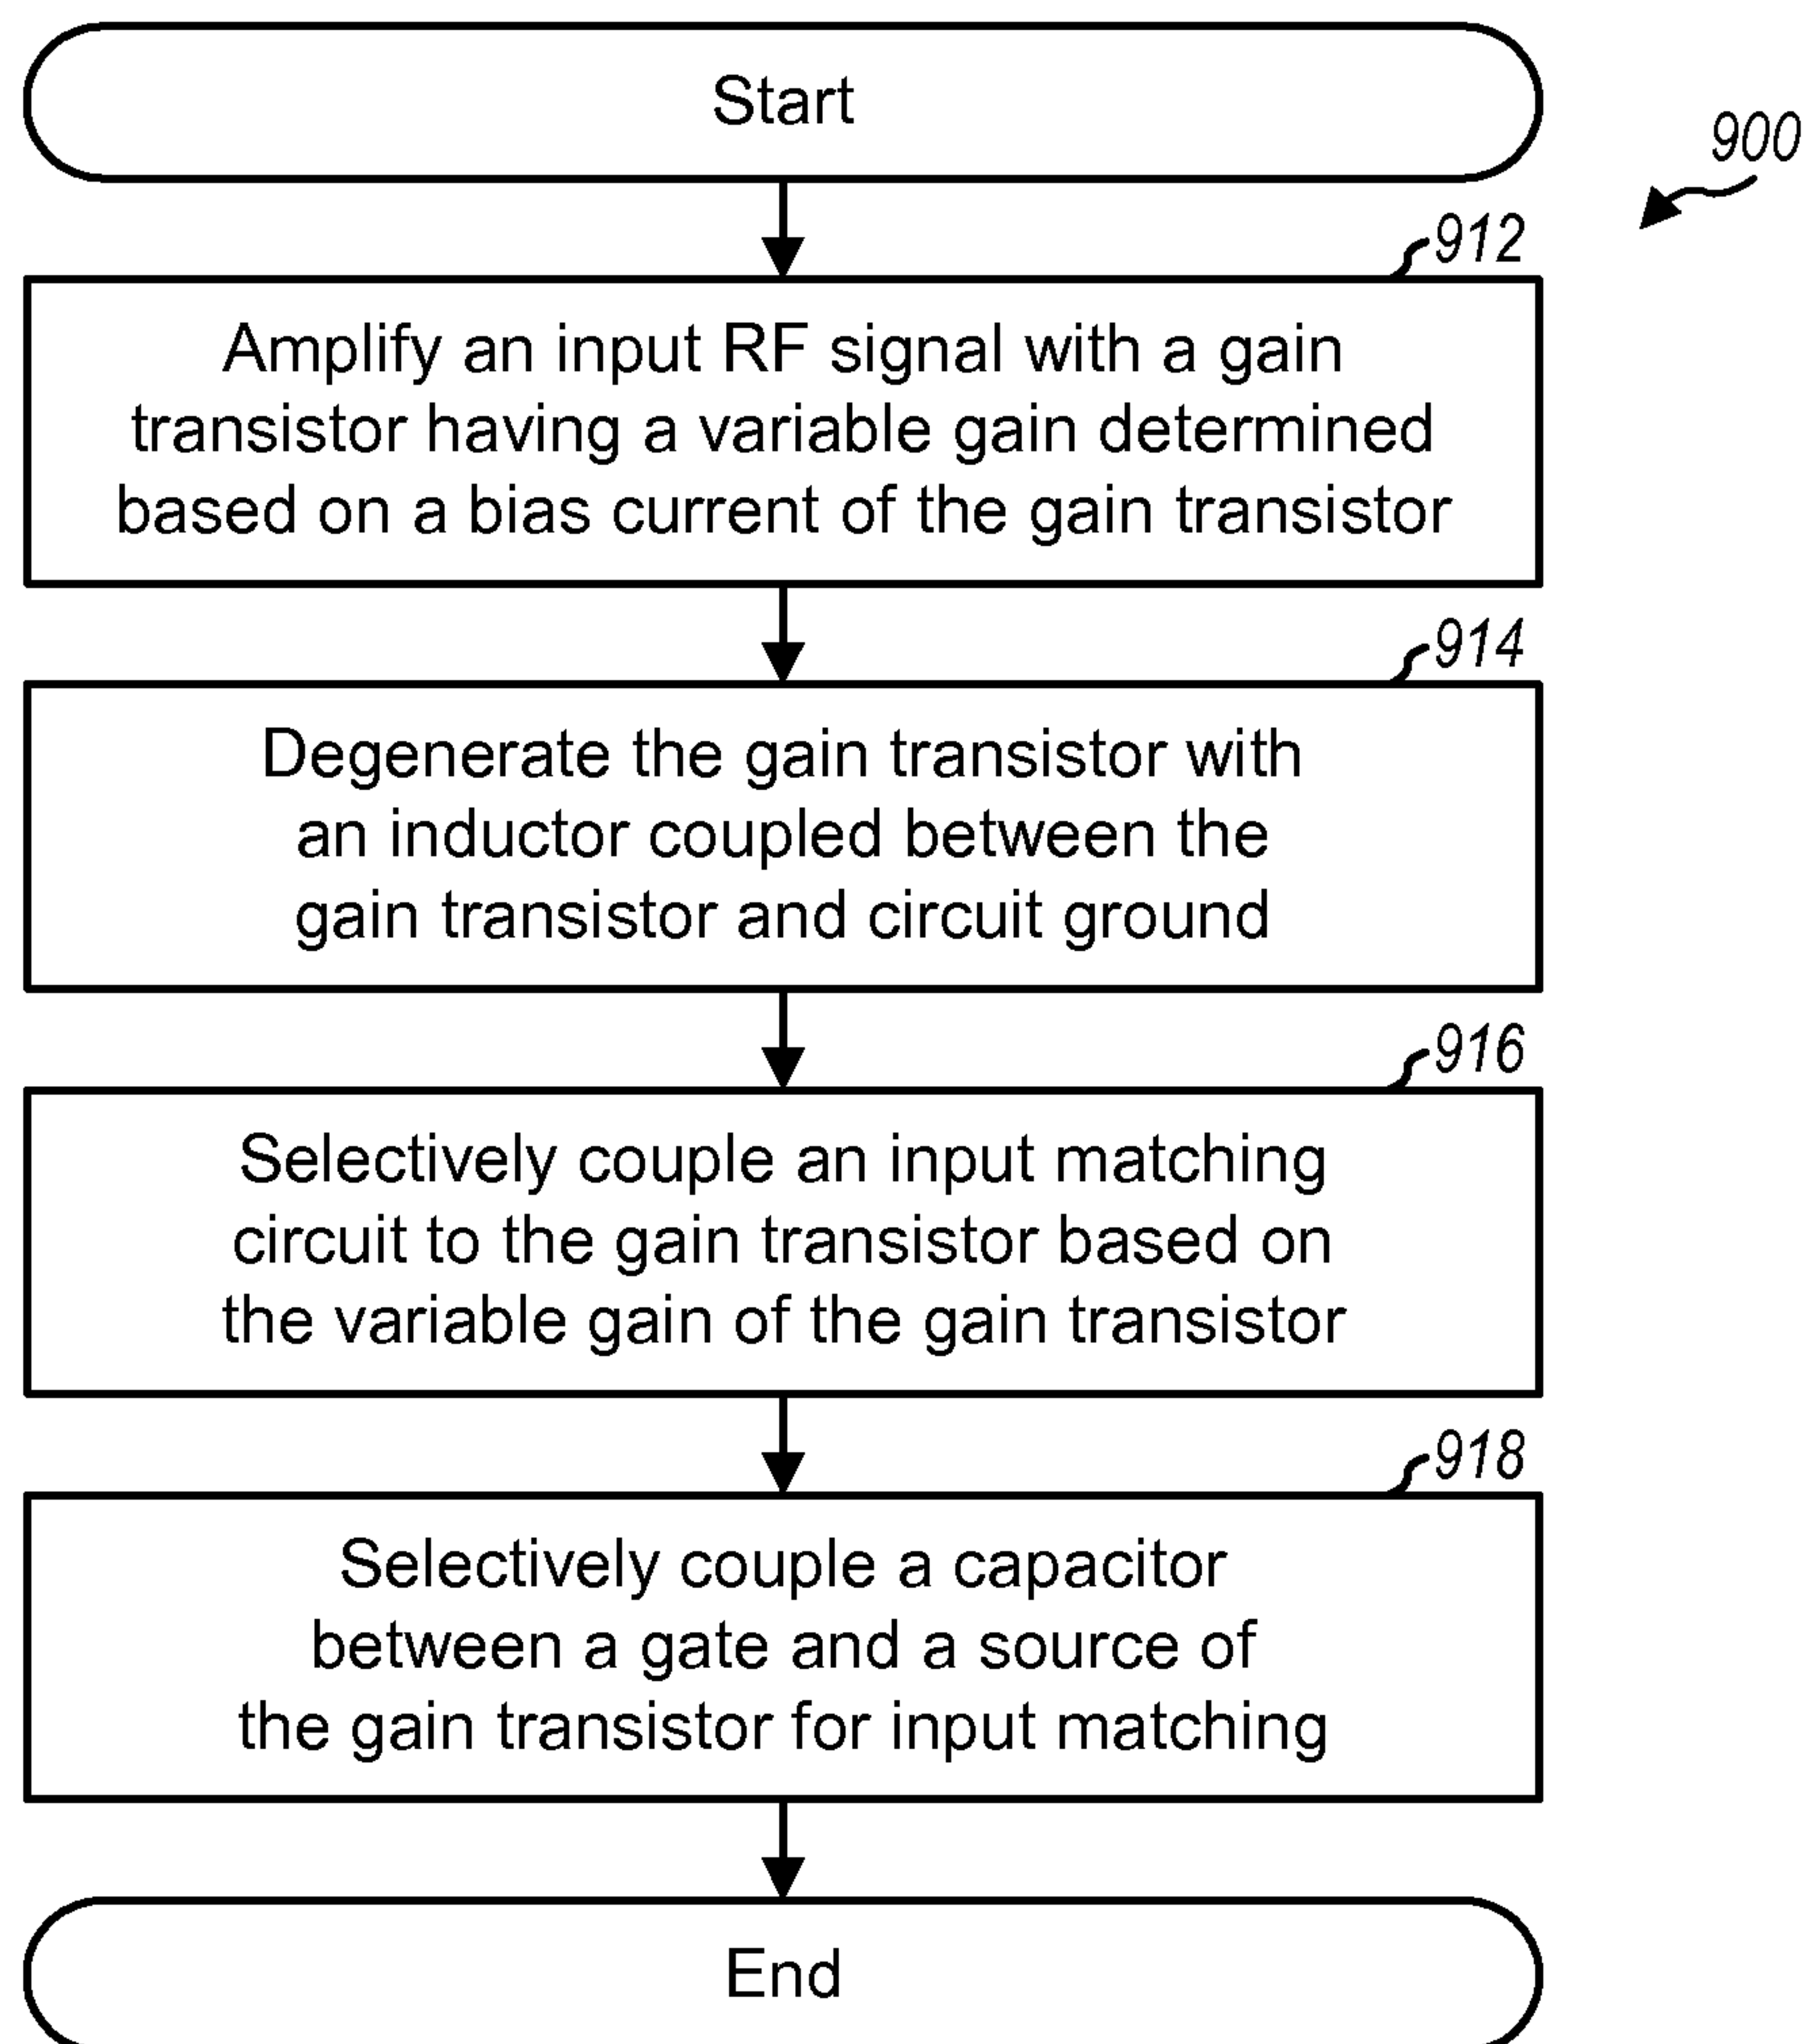 Start
900
912
Amplify an input RF signal with a gain
transistor having a variable gain determined
based on a bias current of the gain transistor
914
Degenerate the gain transistor with
an inductor coupled between the
gain transistor and circuit ground
916
Selectively couple an input matching
circuit to the gain transistor based on
the variable gain of the gain transistor
918
Selectively couple a capacitor
between a gate and a source of
the gain transistor for input matching
End